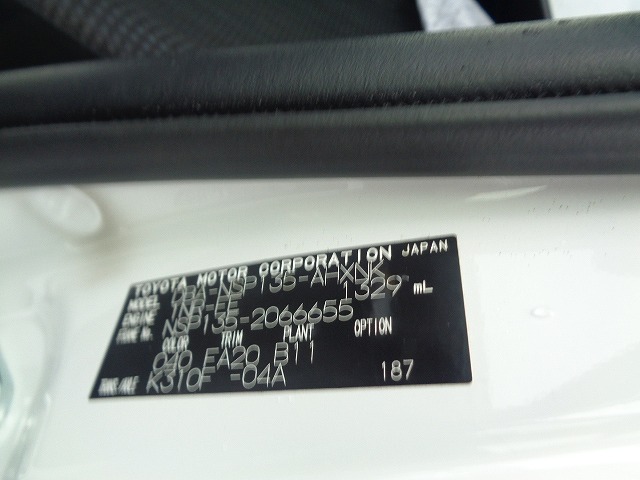 TOYOTA MOTOR CORPORATION JAPAN
MODEL DBA-NSP135-AHXNK
ENGINE 1NR-FE 1329 mL
FRAME No. NSP135-2066655
COLOR TRIM PLANT OPTION
040 FA20 B11
TRANS/AXLE K310F -04A 187